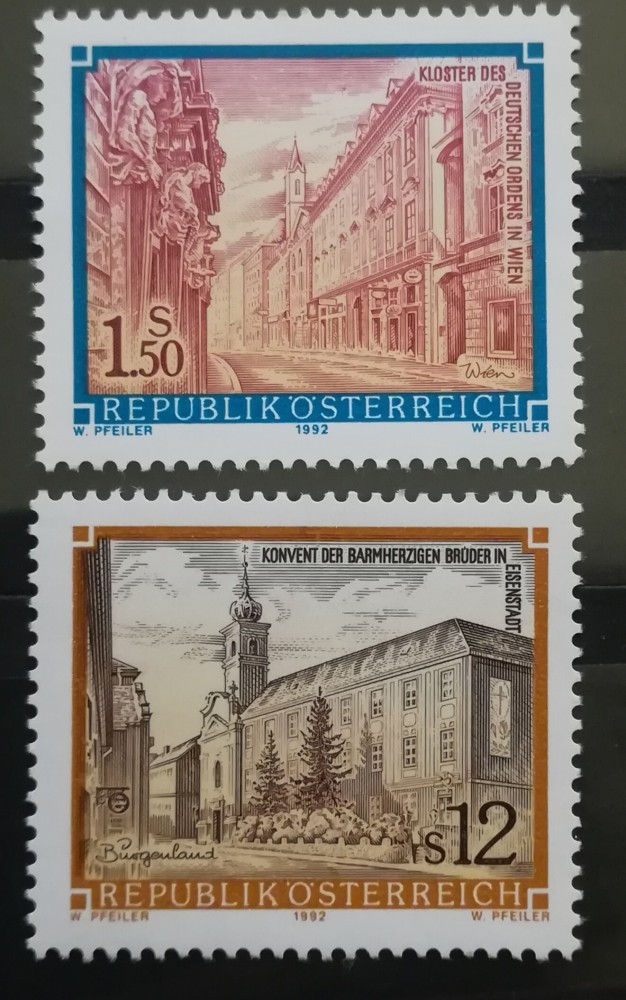 KLOSTER DES
DEUTSCHEN ORDENS IN WIEN
S
1.50
Wien
REPUBLIK ÖSTERREICH
W. PFEILER 1992 W. PFEILER
KONVENT DER BARMHERZIGEN BRÜDER IN
EISENSTADT
S12
Burgenland
REPUBLIK ÖSTERREICH
W PFEILER 1992 W. PFEILER